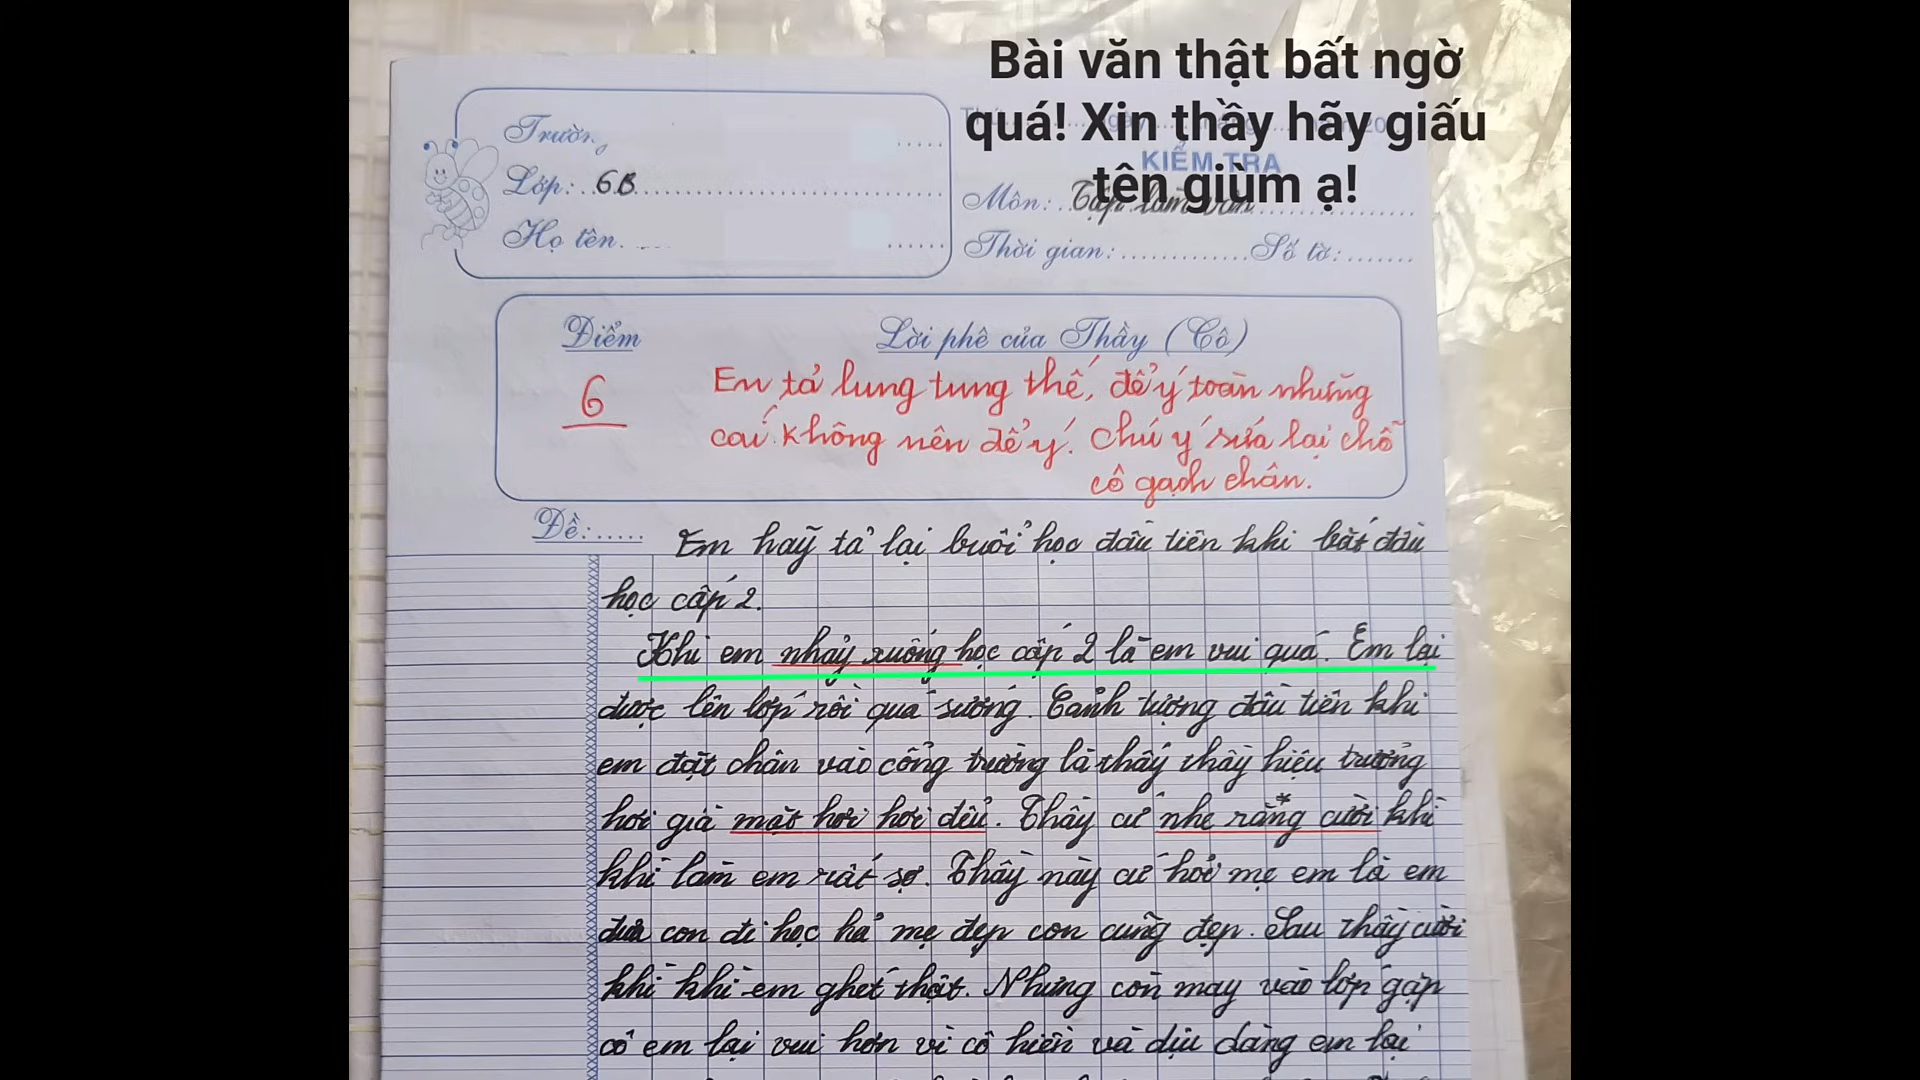 Bài văn thật bất ngờ
quá! Xin thầy hãy giấu
tên giùm ạ!
Trường
Lớp: 6B
Họ tên
KIỂM TRA
Môn: Tập làm văn
Thời gian: Số tờ:
Điểm
Lời phê của Thầy (Cô)
6
Em tả lung tung thế, để ý toàn những
cái không nên để ý. Chú ý sửa lại chỗ
cô gạch chân.
Đề: Em hãy tả lại buổi học đầu tiên khi bắt đầu
học cấp 2.
Khi em nhảy xuống học cấp 2 là em vui quá. Em lại
được lên lớp rồi quá sướng. Cảnh tượng đầu tiên khi
em đặt chân vào cổng trường là thấy thầy hiệu trưởng
hơi già mặt hơi hơi đểu. Thầy cứ nhe răng cười khì
khì làm em rất sợ. Thầy này cứ hỏi mẹ em là em
đưa con đi học hả mẹ đẹp con cũng đẹp. Sau thầy cười
khì khì em ghét thật. Nhưng còn may vào lớp gặp
cô em lại vui hơn vì cô hiền và dịu dàng em lại